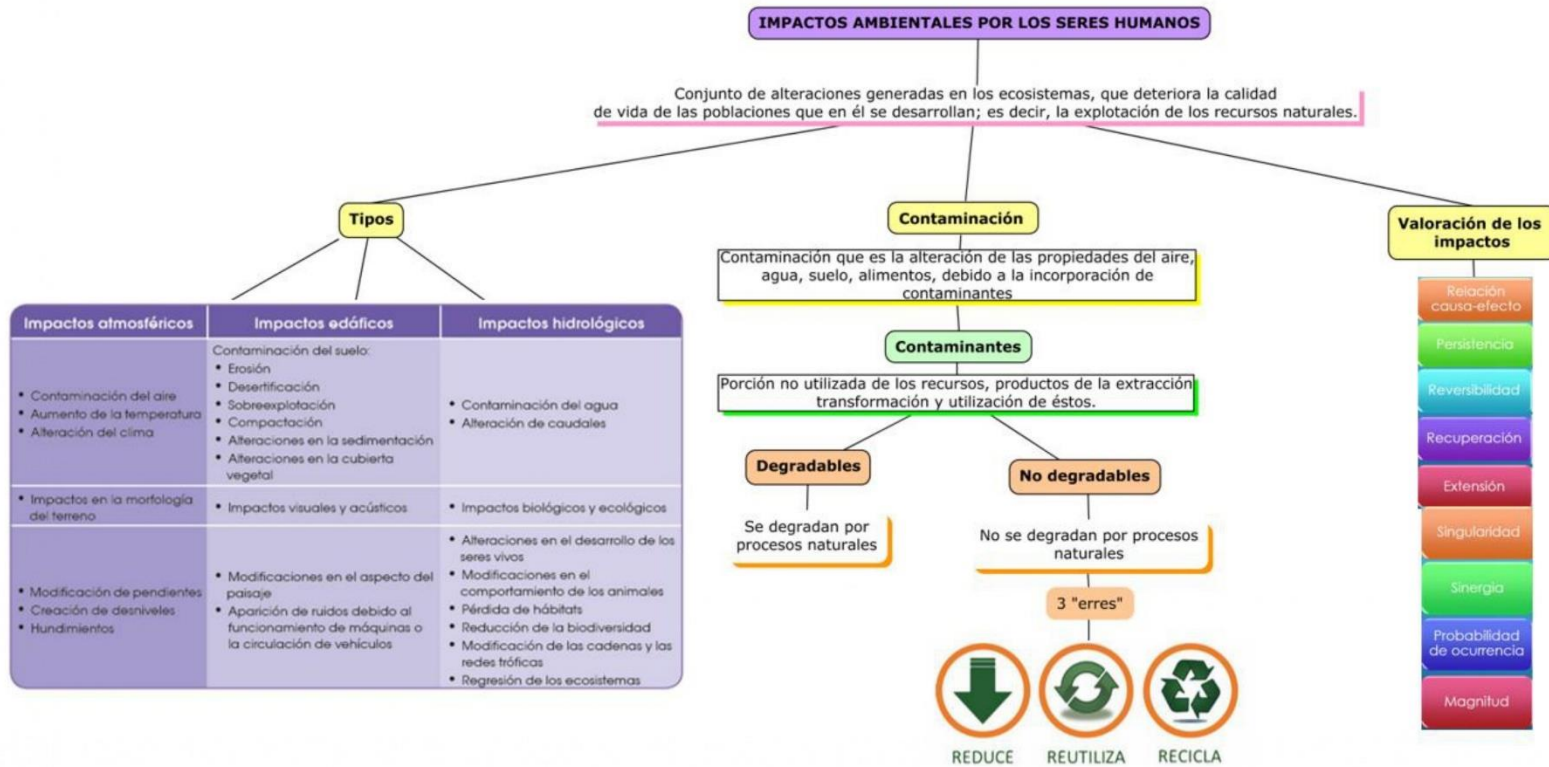 IMPACTOS AMBIENTALES POR LOS SERES HUMANOS
Conjunto de alteraciones generadas en los ecosistemas, que deteriora la calidad
de vida de las poblaciones que en él se desarrollan; es decir, la explotación de los recursos naturales.
Tipos
Impactos atmosféricos
Impactos edáficos
Impactos hidrológicos
• Contaminación del aire
• Aumento de la temperatura
• Alteración del clima
Contaminación del suelo:
• Erosión
• Desertificación
• Sobreexplotación
• Compactación
• Alteraciones en la sedimentación
• Alteraciones en la cubierta
vegetal
• Contaminación del agua
• Alteración de caudales
• Impactos en la morfología
del terreno
• Impactos visuales y acústicos
• Impactos biológicos y ecológicos
• Modificación de pendientes
• Creación de desniveles
• Hundimientos
• Modificaciones en el aspecto del
paisaje
• Aparición de ruidos debido al
funcionamiento de máquinas o
la circulación de vehículos
• Alteraciones en el desarrollo de los
seres vivos
• Modificaciones en el
comportamiento de los animales
• Pérdida de hábitats
• Reducción de la biodiversidad
• Modificación de las cadenas y las
redes tróficas
• Regresión de los ecosistemas
Contaminación
Contaminación que es la alteración de las propiedades del aire,
agua, suelo, alimentos, debido a la incorporación de
contaminantes
Contaminantes
Porción no utilizada de los recursos, productos de la extracción
transformación y utilización de éstos.
Degradables
Se degradan por
procesos naturales
No degradables
No se degradan por procesos
naturales
3 "erres"
REDUCE
REUTILIZA
RECICLA
Valoración de los
impactos
Relación
causa-efecto
Persistencia
Reversibilidad
Recuperación
Extensión
Singularidad
Sinergia
Probabilidad
de ocurrencia
Magnitud